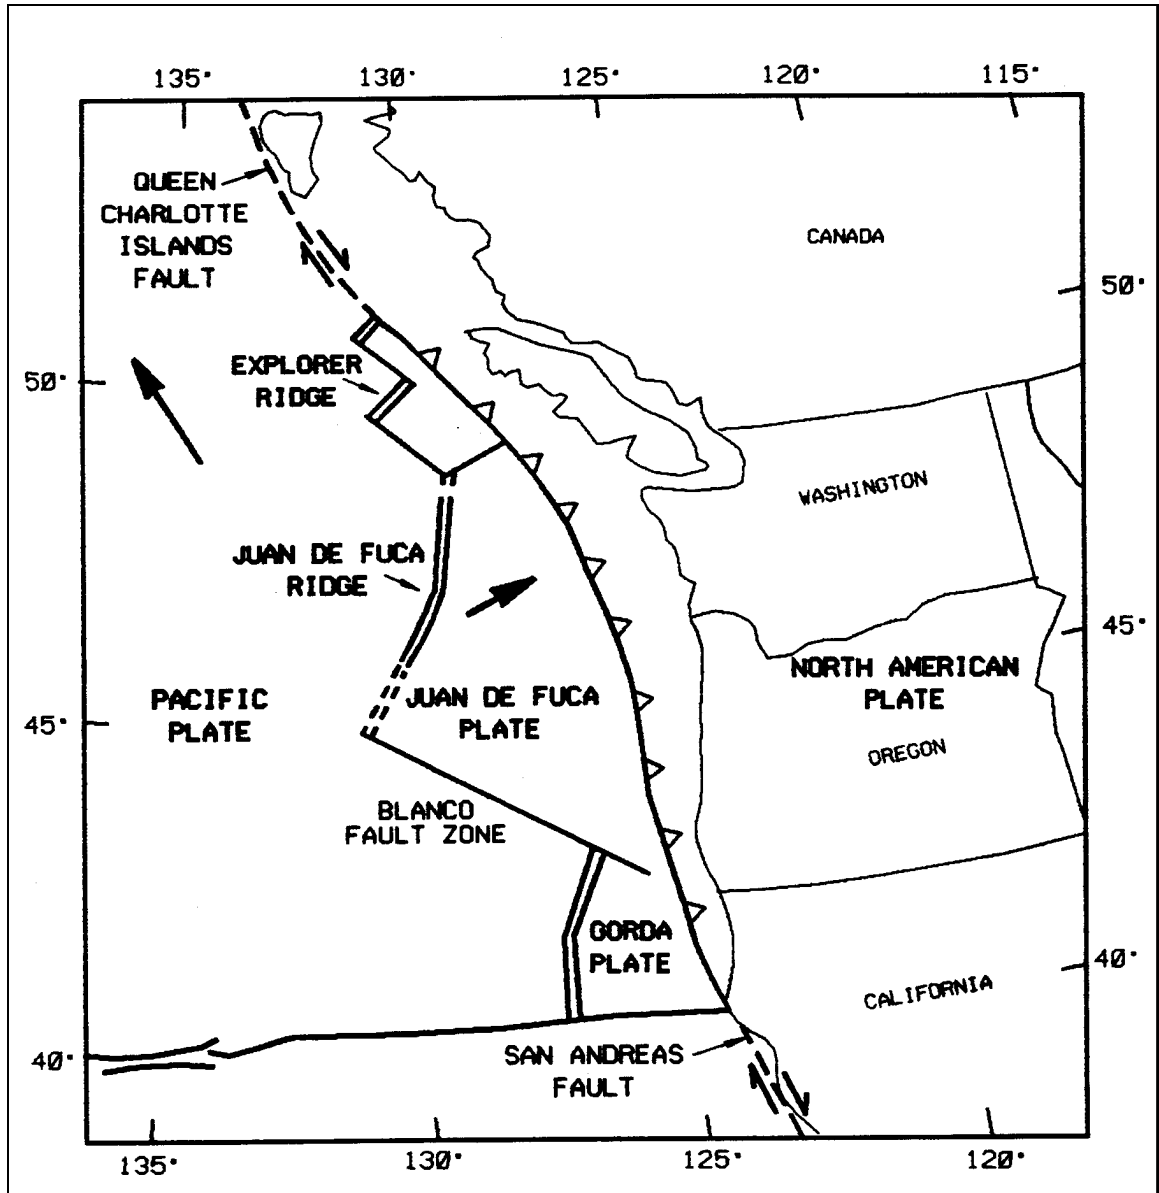 135° 130° 125° 120° 115°
QUEEN
CHARLOTTE
ISLANDS
FAULT
CANADA
50°
EXPLORER
RIDGE
50°
WASHINGTON
JUAN DE FUCA
RIDGE
45°
NORTH AMERICAN
PLATE
PACIFIC
PLATE
JUAN DE FUCA
PLATE
45°
OREGON
BLANCO
FAULT ZONE
GORDA
PLATE
40°
CALIFORNIA
40°
SAN ANDREAS
FAULT
135° 130° 125° 120°